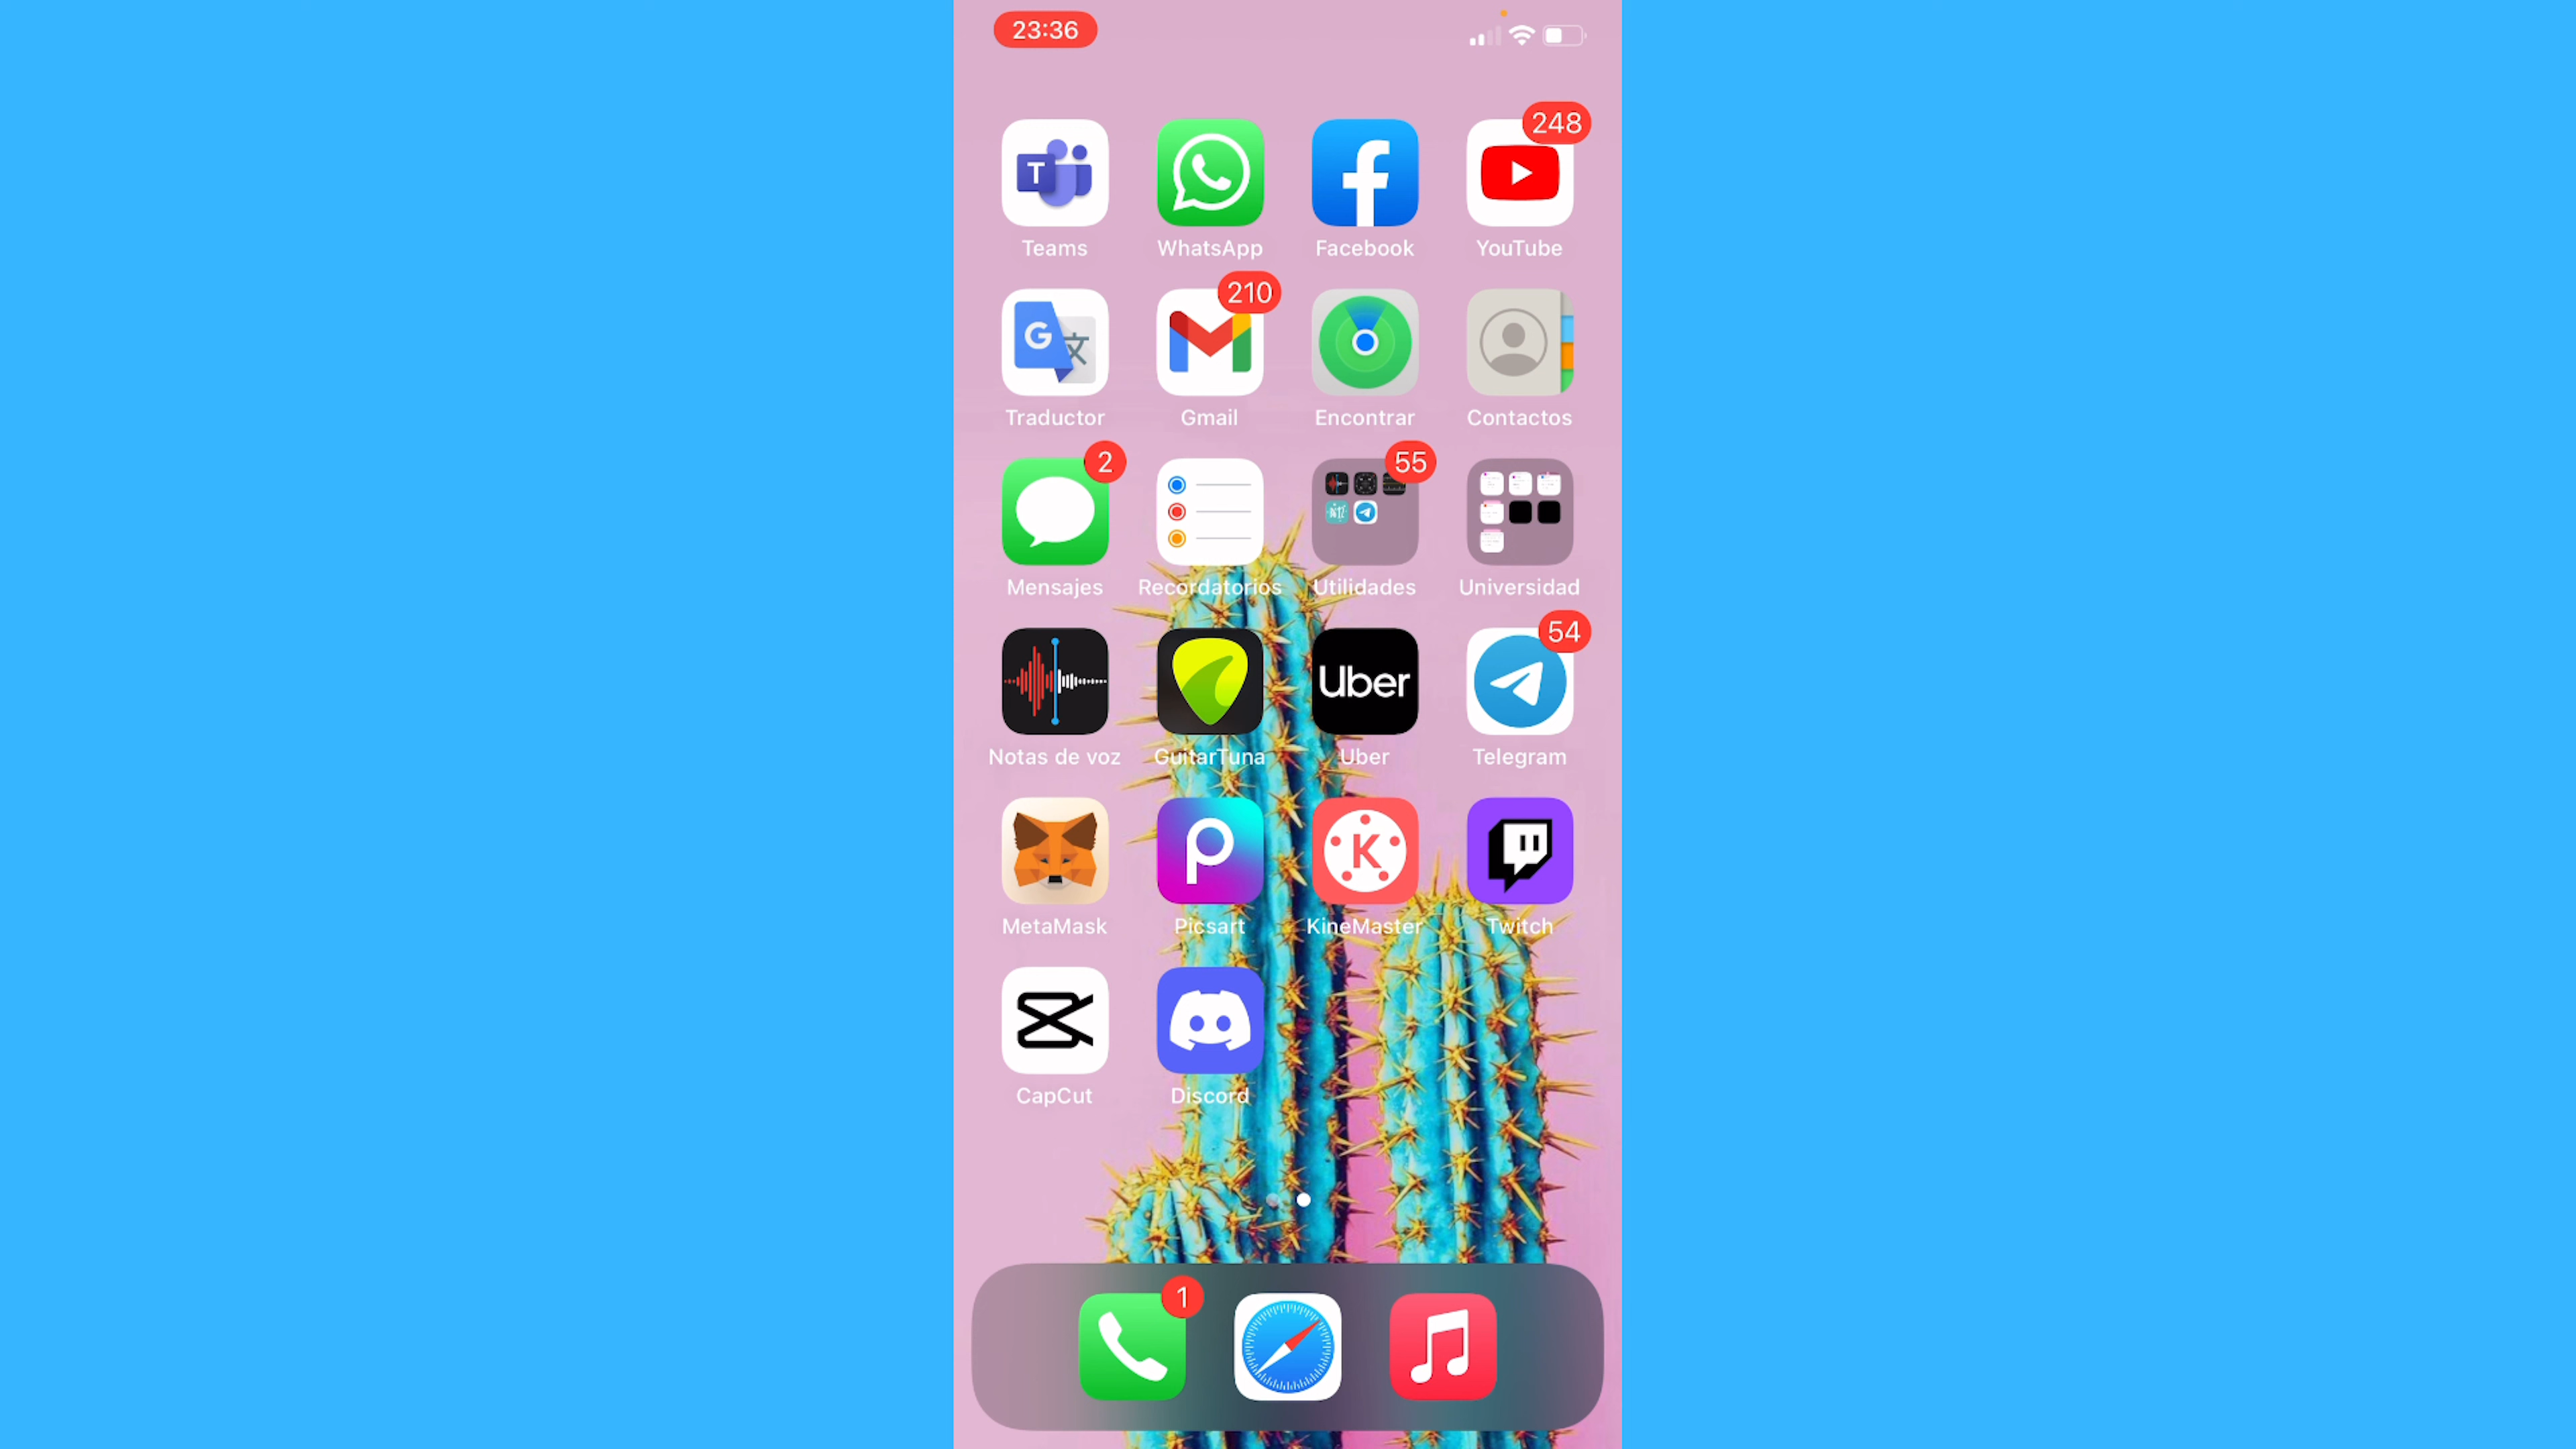 23:36
248
Teams WhatsApp Facebook YouTube
210
Traductor Gmail Encontrar Contactos
2 55
Mensajes Recordatorios Utilidades Universidad
54
Uber
Notas de voz GuitarTuna Uber Telegram
MetaMask Picsart KineMaster Twitch
CapCut Discord
1